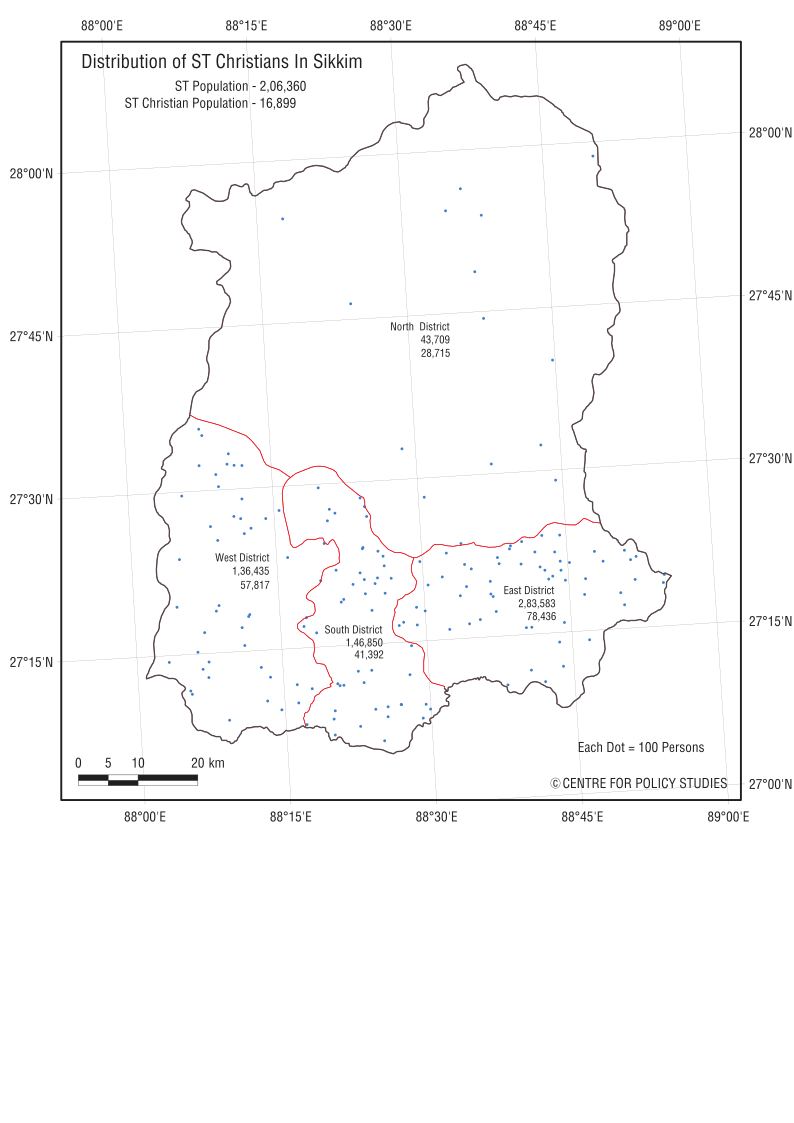 88°00'E 88°15'E 88°30'E 88°45'E 89°00'E
Distribution of ST Christians In Sikkim
ST Population - 2,06,360
ST Christian Population - 16,899
28°00'N
28°00'N
27°45'N
27°45'N
North District
43,709
28,715
27°30'N
27°30'N
West District
1,36,435
57,817
East District
2,83,583
78,436
South District
1,46,850
41,392
27°15'N
27°15'N
Each Dot = 100 Persons
0 5 10 20 km
© CENTRE FOR POLICY STUDIES
27°00'N
88°00'E 88°15'E 88°30'E 88°45'E 89°00'E